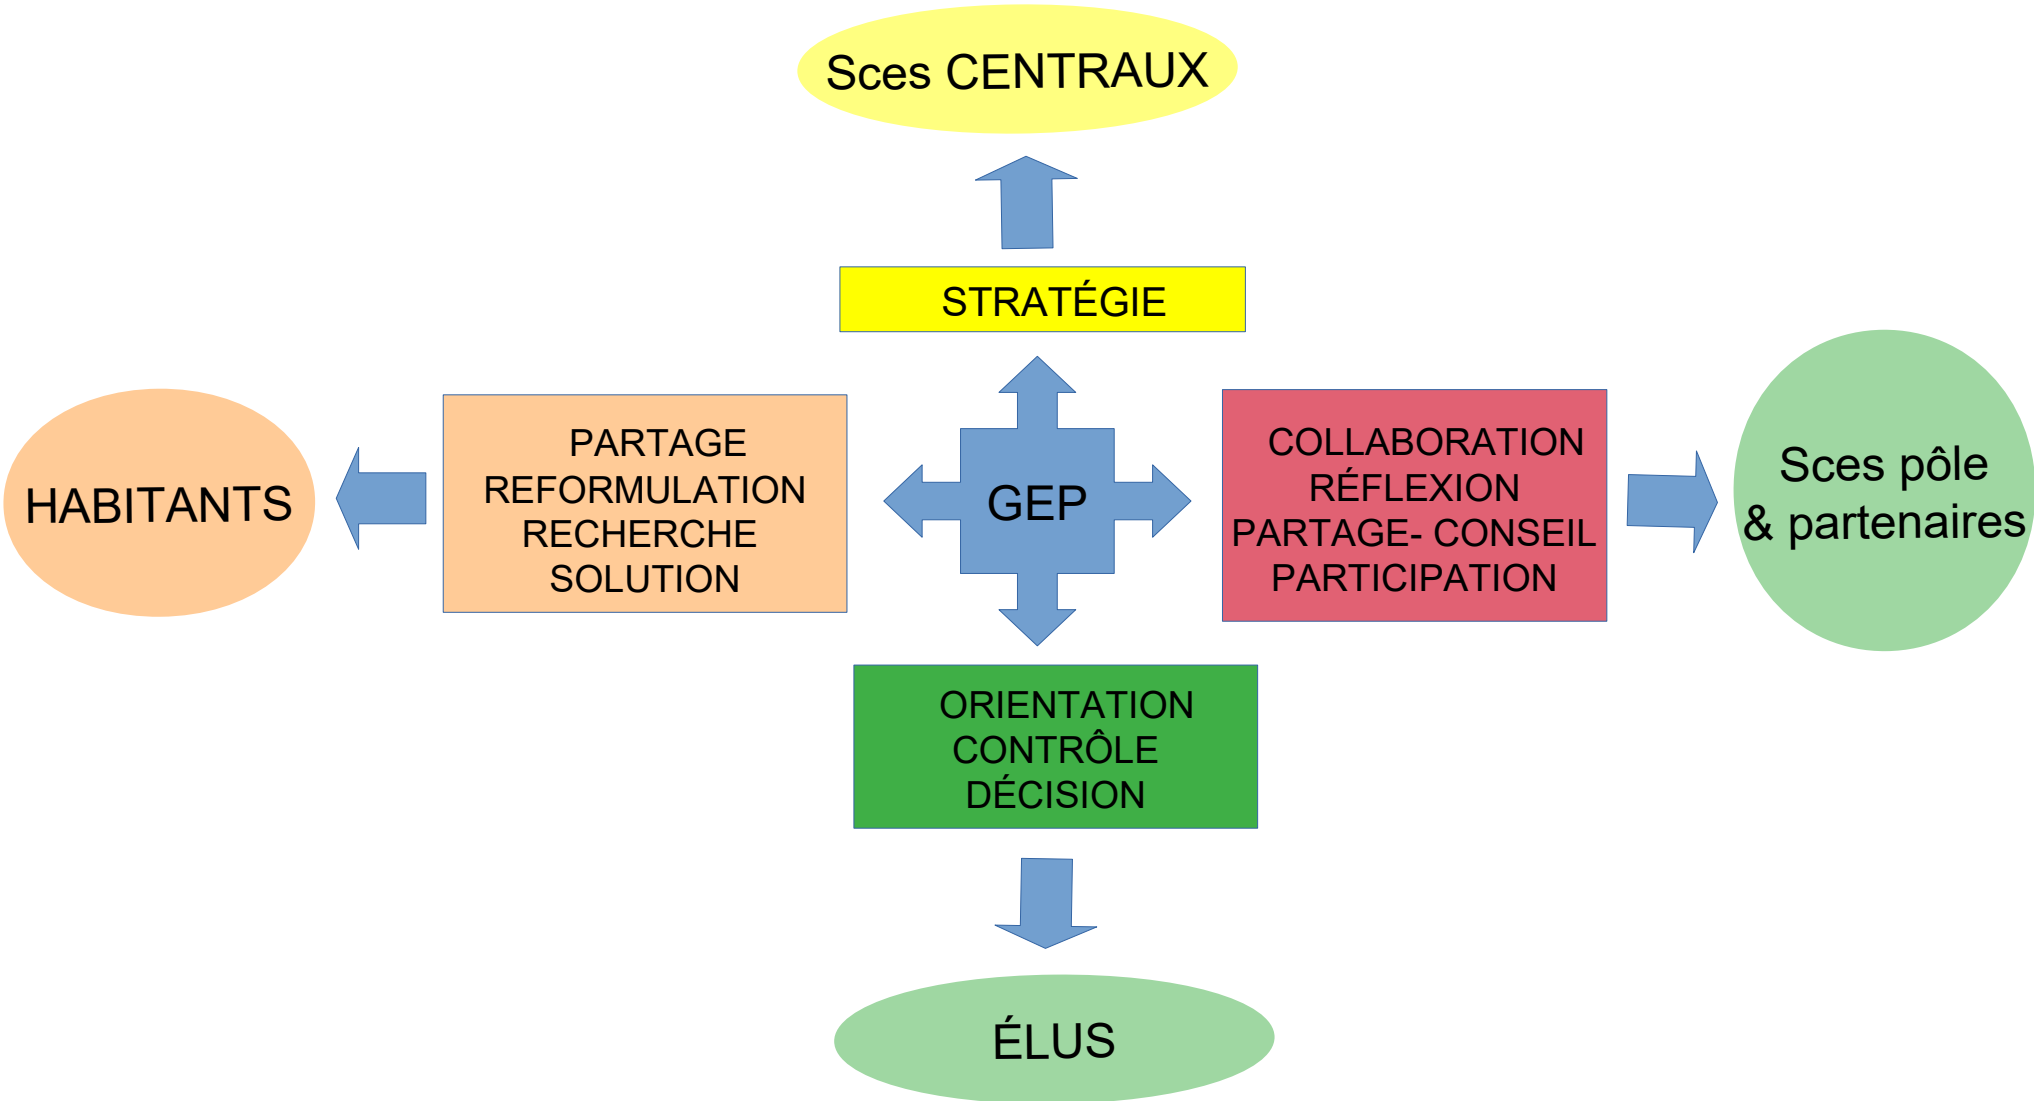 Sces CENTRAUX
STRATÉGIE
HABITANTS
PARTAGE
REFORMULATION
RECHERCHE
SOLUTION
GEP
COLLABORATION
RÉFLEXION
PARTAGE- CONSEIL
PARTICIPATION
Sces pôle
& partenaires
ORIENTATION
CONTRÔLE
DÉCISION
ÉLUS